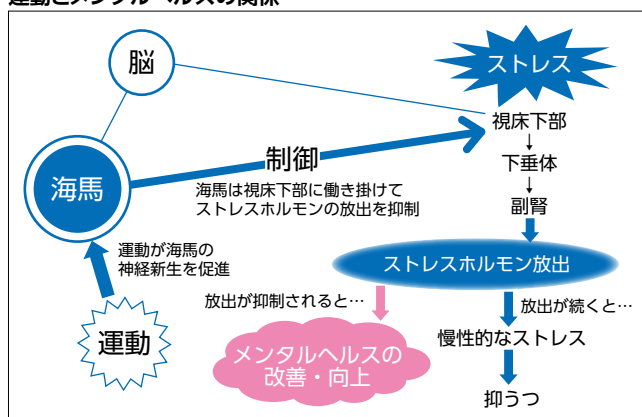 運動とメンタルヘルスの関係
脳
ストレス
視床下部
下垂体
副腎
制御
海馬は視床下部に働き掛けて
ストレスホルモンの放出を抑制
海馬
運動が海馬の
神経新生を促進
運動
ストレスホルモン放出
放出が抑制されると…
メンタルヘルスの
改善・向上
放出が続くと…
慢性的なストレス
抑うつ